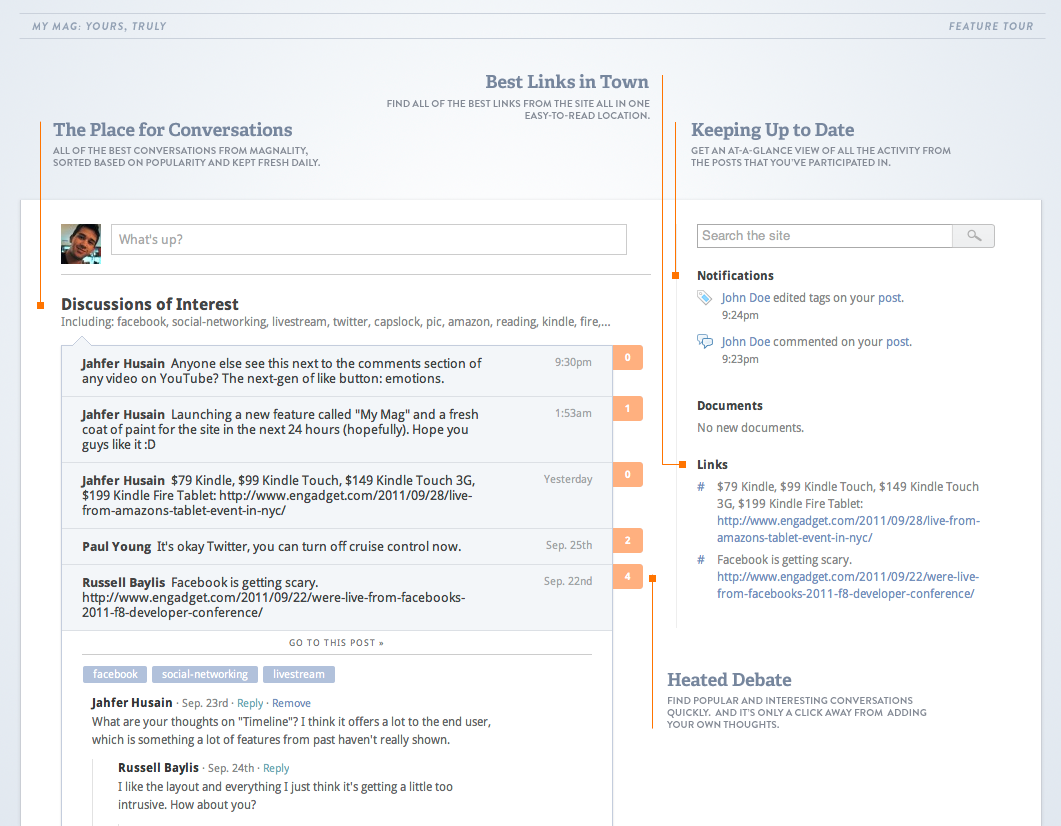 MY MAG: YOURS, TRULY
FEATURE TOUR
Best Links in Town
FIND ALL OF THE BEST LINKS FROM THE SITE ALL IN ONE
EASY-TO-READ LOCATION.
The Place for Conversations
ALL OF THE BEST CONVERSATIONS FROM MAGNALITY,
SORTED BASED ON POPULARITY AND KEPT FRESH DAILY.
Keeping Up to Date
GET AN AT-A-GLANCE VIEW OF ALL THE ACTIVITY FROM
THE POSTS THAT YOU'VE PARTICIPATED IN.
What's up?
Discussions of Interest
Including: facebook, social-networking, livestream, twitter, capslock, pic, amazon, reading, kindle, fire,...
Jahfer Husain Anyone else see this next to the comments section of
any video on YouTube? The next-gen of like button: emotions.
9:30pm
0
Jahfer Husain Launching a new feature called "My Mag" and a fresh
coat of paint for the site in the next 24 hours (hopefully). Hope you
guys like it :D
1:53am
1
Jahfer Husain $79 Kindle, $99 Kindle Touch, $149 Kindle Touch 3G,
$199 Kindle Fire Tablet: http://www.engadget.com/2011/09/28/live-
from-amazons-tablet-event-in-nyc/
Yesterday
0
Paul Young It's okay Twitter, you can turn off cruise control now.
Sep. 25th
2
Russell Baylis Facebook is getting scary.
http://www.engadget.com/2011/09/22/were-live-from-facebooks-
2011-f8-developer-conference/
Sep. 22nd
4
GO TO THIS POST »
facebook social-networking livestream
Jahfer Husain · Sep. 23rd · Reply · Remove
What are your thoughts on "Timeline"? I think it offers a lot to the end user,
which is something a lot of features from past haven't really shown.
Russell Baylis · Sep. 24th · Reply
I like the layout and everything I just think it's getting a little too
intrusive. How about you?
Search the site
Notifications
John Doe edited tags on your post.
9:24pm
John Doe commented on your post.
9:23pm
Documents
No new documents.
Links
# $79 Kindle, $99 Kindle Touch, $149 Kindle Touch
3G, $199 Kindle Fire Tablet:
http://www.engadget.com/2011/09/28/live-from-
amazons-tablet-event-in-nyc/
# Facebook is getting scary.
http://www.engadget.com/2011/09/22/were-live-
from-facebooks-2011-f8-developer-conference/
Heated Debate
FIND POPULAR AND INTERESTING CONVERSATIONS
QUICKLY. AND IT'S ONLY A CLICK AWAY FROM ADDING
YOUR OWN THOUGHTS.